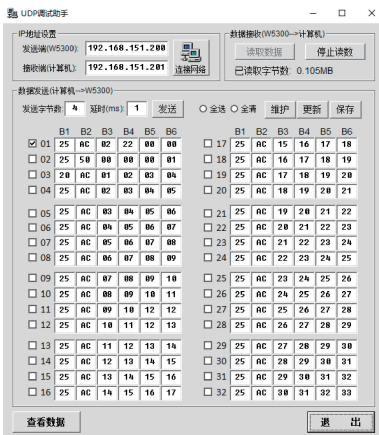 UDP调试助手
IP地址设置
发送端(W5300): 192.168.151.200
接收端(计算机): 192.168.151.201
连接网络
数据接收(W5300->计算机)
读取数据 停止读数
已读取字节数: 0.105MB
数据发送(计算机-->W5300)
发送字节数: 4 延时(ms): 1 发送 全选 全清 维护 更新 保存
B1 B2 B3 B4 B5 B6 B1 B2 B3 B4 B5 B6
01 25 AC 02 22 00 00 17 25 AC 15 16 17 18
02 25 50 00 00 00 01 18 25 AC 16 17 18 19
03 20 AC 01 02 03 04 19 25 AC 17 18 19 20
04 25 AC 02 03 04 05 20 25 AC 18 19 20 21
05 25 AC 03 04 05 06 21 25 AC 19 20 21 22
06 25 AC 04 05 06 07 22 25 AC 20 21 22 23
07 25 AC 05 06 07 08 23 25 AC 21 22 23 24
08 25 AC 06 07 08 09 24 25 AC 22 23 24 25
09 25 AC 07 08 09 10 25 25 AC 23 24 25 26
10 25 AC 08 09 10 11 26 25 AC 24 25 26 27
11 25 AC 09 10 12 12 27 25 AC 25 26 27 28
12 25 AC 10 11 12 13 28 25 AC 26 27 28 29
13 25 AC 11 12 13 14 29 25 AC 27 28 29 30
14 25 AC 12 13 14 15 30 25 AC 28 29 30 31
15 25 AC 13 14 15 16 31 25 AC 29 30 31 32
16 25 AC 14 15 16 17 32 25 AC 30 31 32 33
查看数据 退 出